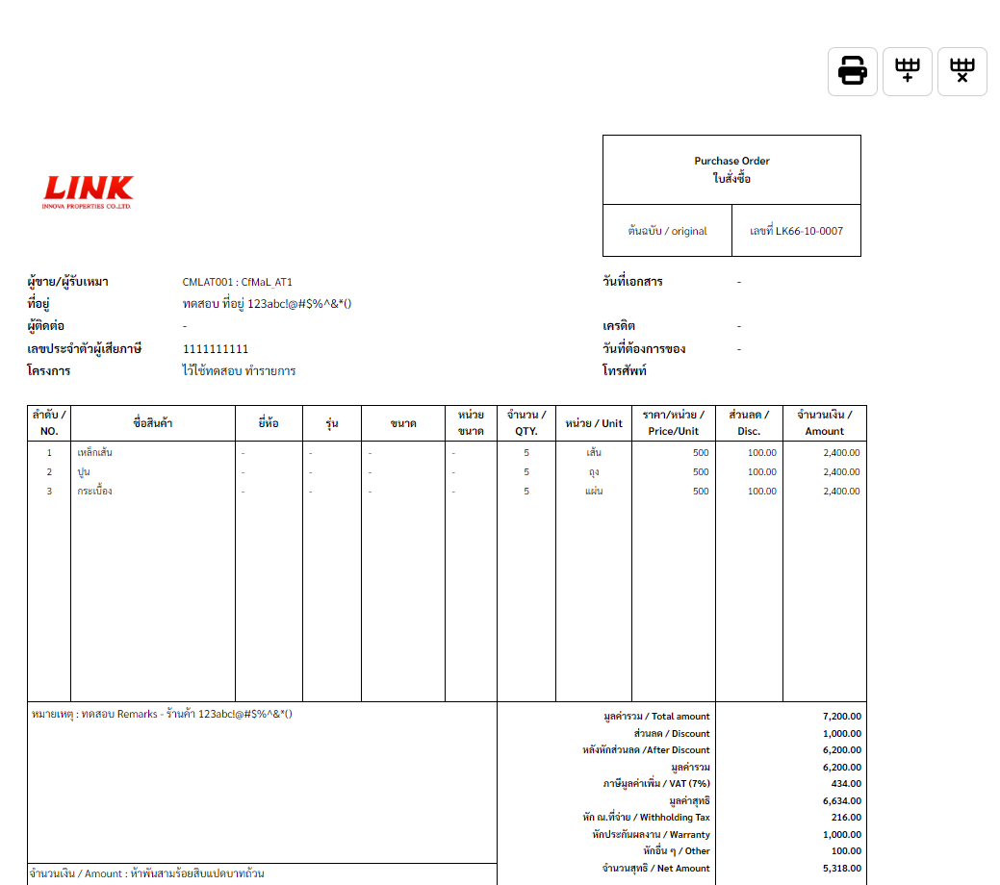 LINK
INNOVA PROPERTIES CO.,LTD.
Purchase Order
ใบสั่งซื้อ
ต้นฉบับ / original
เลขที่ LK66-10-0007
ผู้ขาย/ผู้รับเหมา CMLAT001 : CfMaL_AT1 วันที่เอกสาร -
ที่อยู่ ทดสอบ ที่อยู่ 123abc!@#$%^&*()
ผู้ติดต่อ - เครดิต -
เลขประจำตัวผู้เสียภาษี 1111111111 วันที่ต้องการของ -
โครงการ ไว้ใช้ทดสอบ ทำรายการ โทรศัพท์
ลำดับ / NO. ชื่อสินค้า ยี่ห้อ รุ่น ขนาด หน่วยขนาด จำนวน / QTY. หน่วย / Unit ราคา/หน่วย / Price/Unit ส่วนลด / Disc. จำนวนเงิน / Amount
1 เหล็กเส้น - - - - 5 เส้น 500 100.00 2,400.00
2 ปูน - - - - 5 ถุง 500 100.00 2,400.00
3 กระเบื้อง - - - - 5 แผ่น 500 100.00 2,400.00
หมายเหตุ : ทดสอบ Remarks - ร้านค้า 123abc!@#$%^&*()
มูลค่ารวม / Total amount 7,200.00
ส่วนลด / Discount 1,000.00
หลังหักส่วนลด /After Discount 6,200.00
มูลค่ารวม 6,200.00
ภาษีมูลค่าเพิ่ม / VAT (7%) 434.00
มูลค่าสุทธิ 6,634.00
หัก ณ.ที่จ่าย / Withholding Tax 216.00
หักประกันผลงาน / Warranty 1,000.00
หักอื่น ๆ / Other 100.00
จำนวนสุทธิ / Net Amount 5,318.00
จำนวนเงิน / Amount : ห้าพันสามร้อยสิบแปดบาทถ้วน